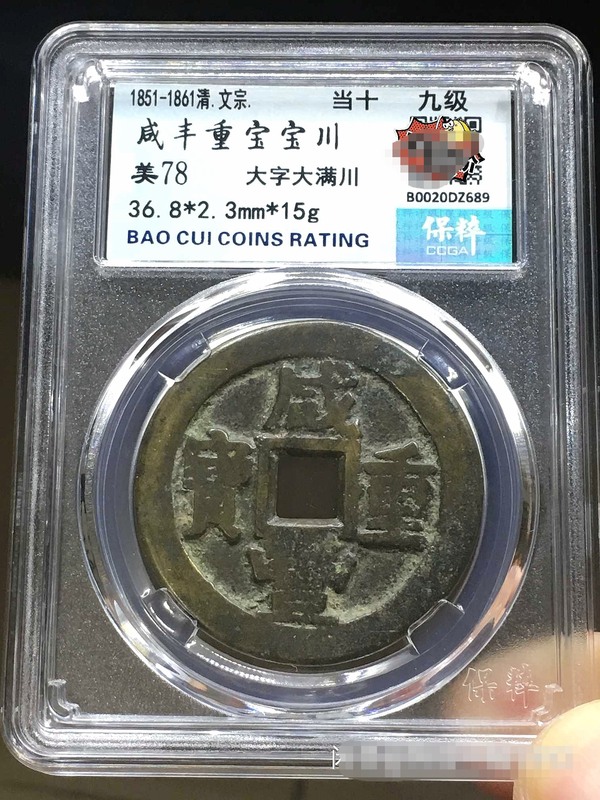 1851-1861清.文宗. 当十 九级
咸丰重宝宝川
美78 大字大满川
B0020DZ689
36.8*2.3mm*15g
保粹
CCGA
BAO CUI COINS RATING
咸
寶 重
豐
保粹